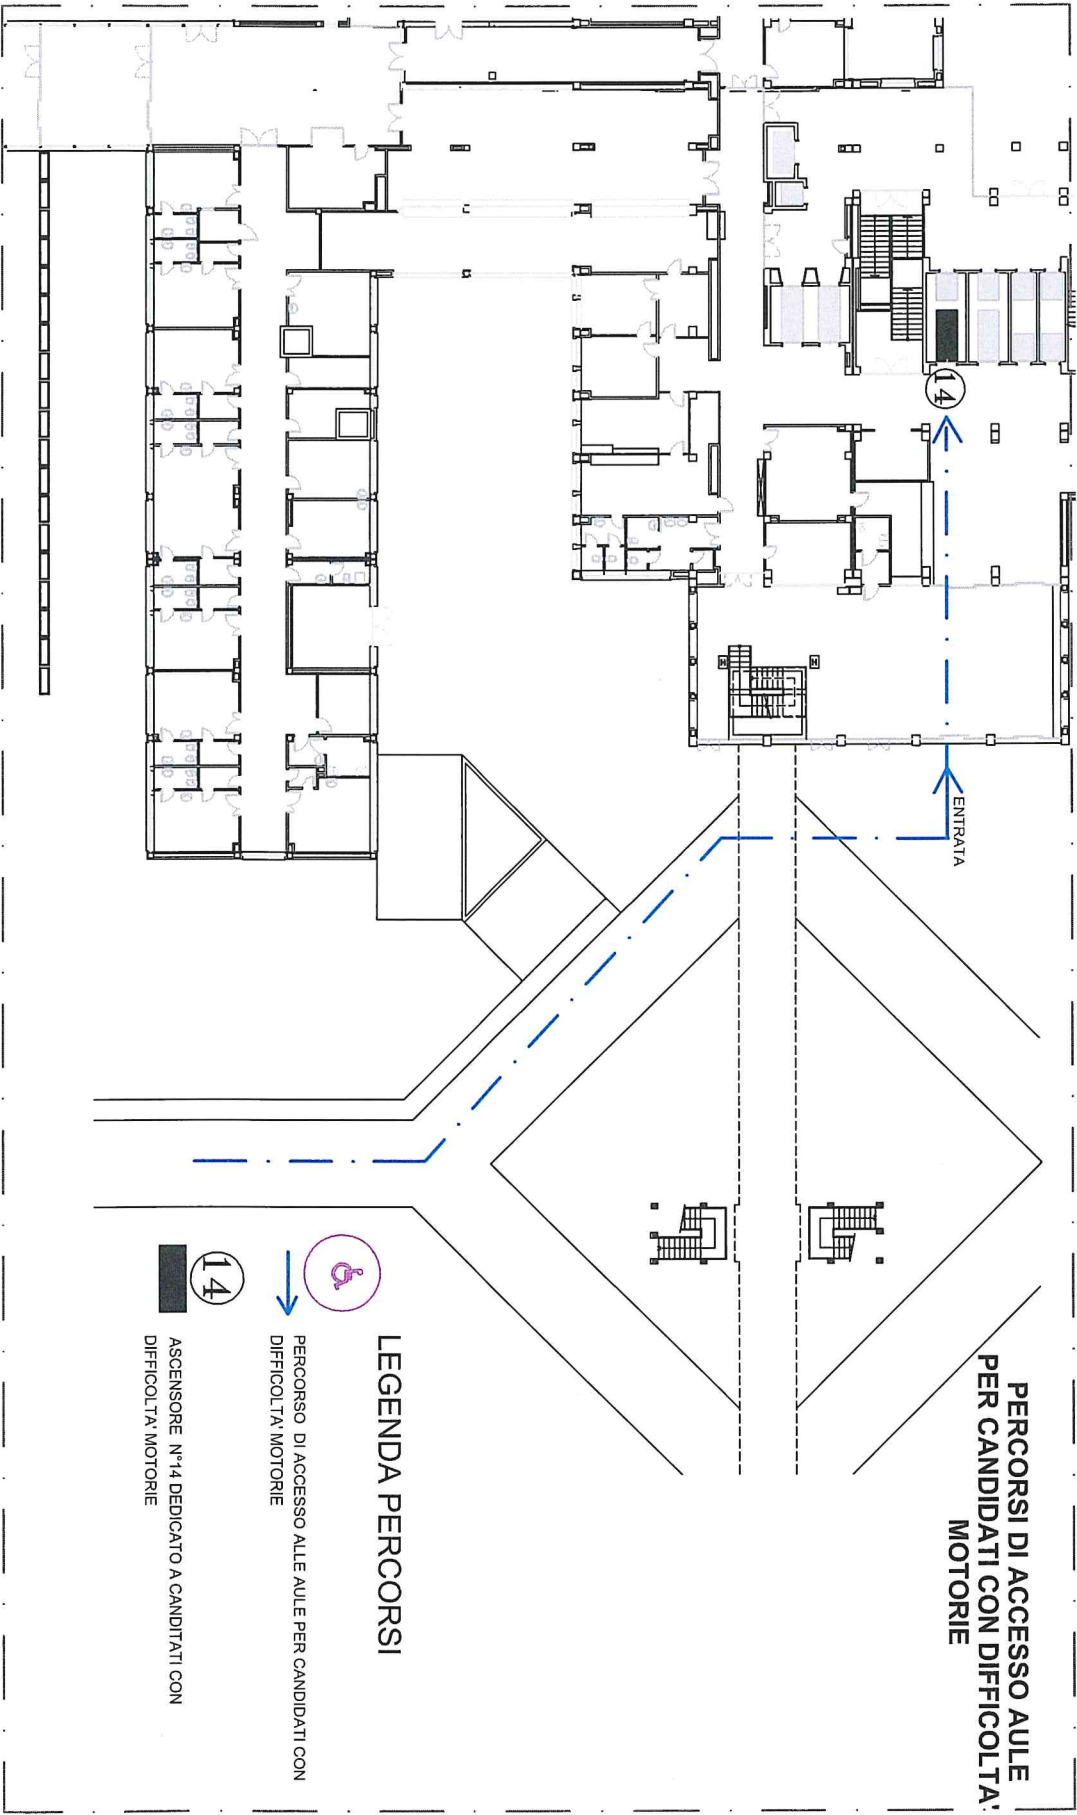 PERCORSI DI ACCESSO AULE
PER CANDIDATI CON DIFFICOLTA'
MOTORIE
ENTRATA
14
H
H
LEGENDA PERCORSI
PERCORSO DI ACCESSO ALLE AULE PER CANDIDATI CON
DIFFICOLTA' MOTORIE
14
ASCENSORE N°14 DEDICATO A CANDITATI CON
DIFFICOLTA' MOTORIE